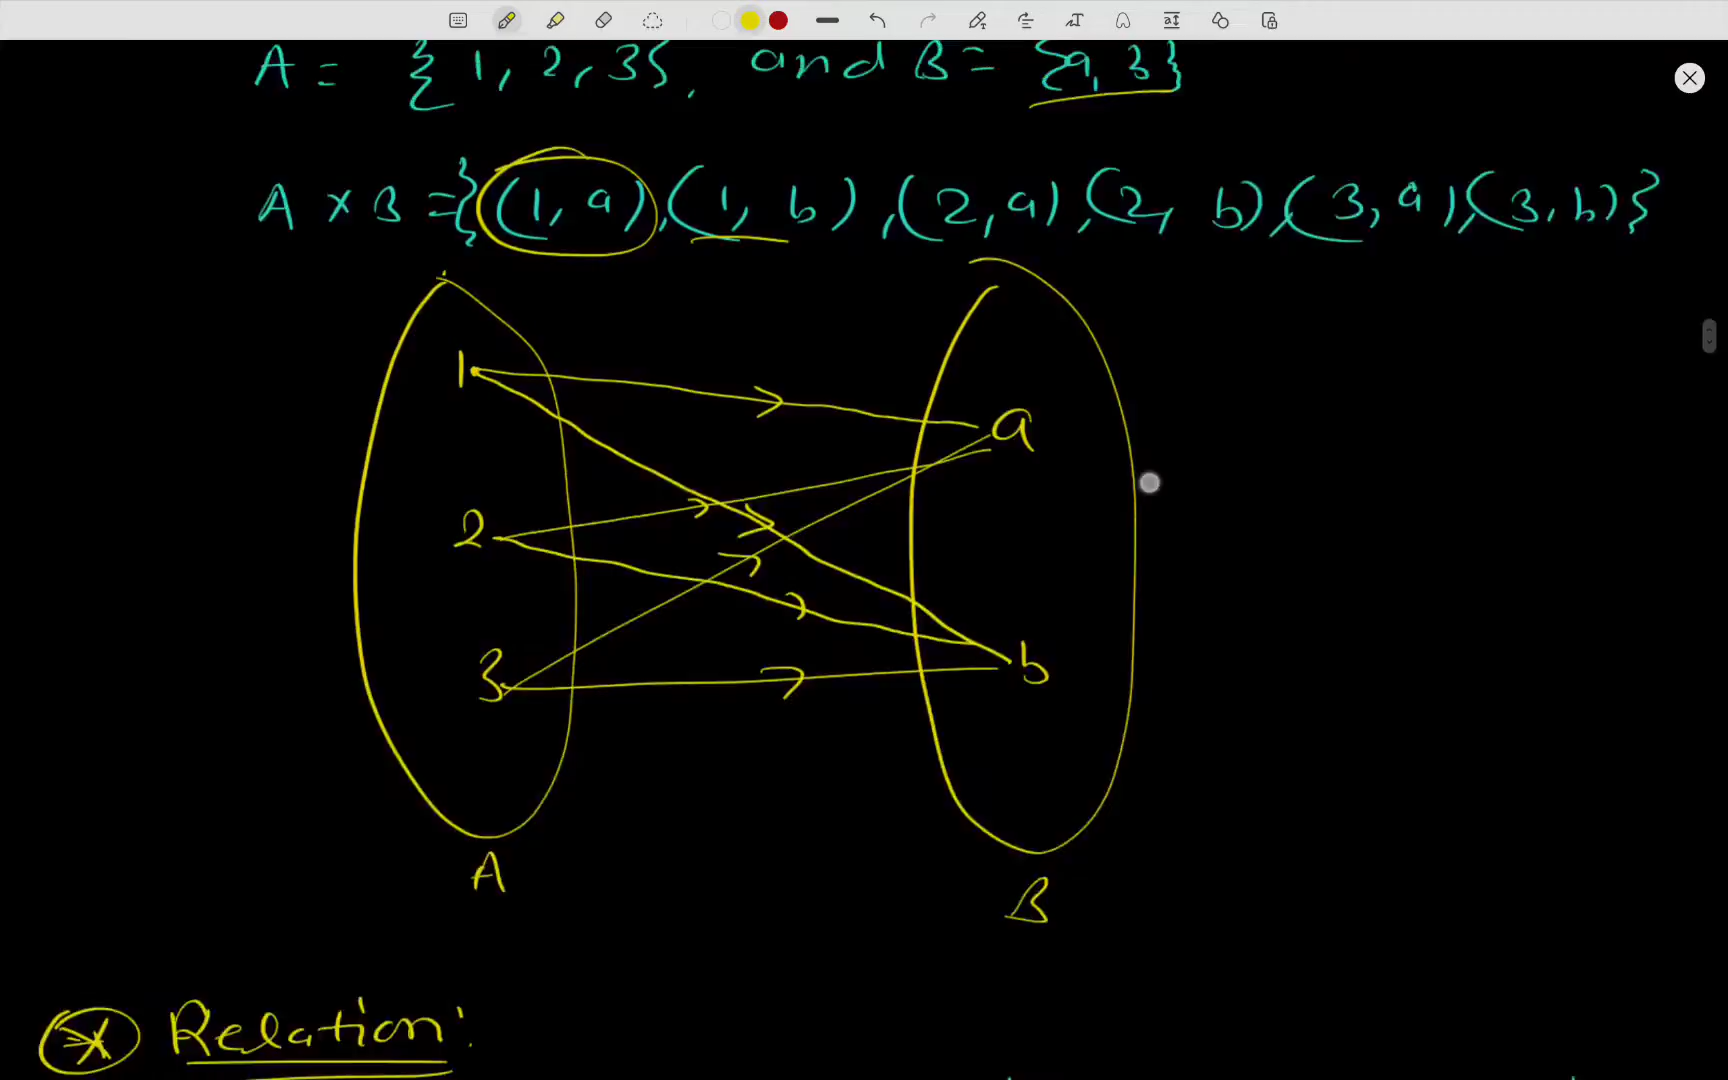 A = { 1, 2, 3}, and B = {a, b}
A × B = {(1, a), (1, b), (2, a), (2, b), (3, a), (3, b)}
1
a
2
3
b
A
B
* Relation: